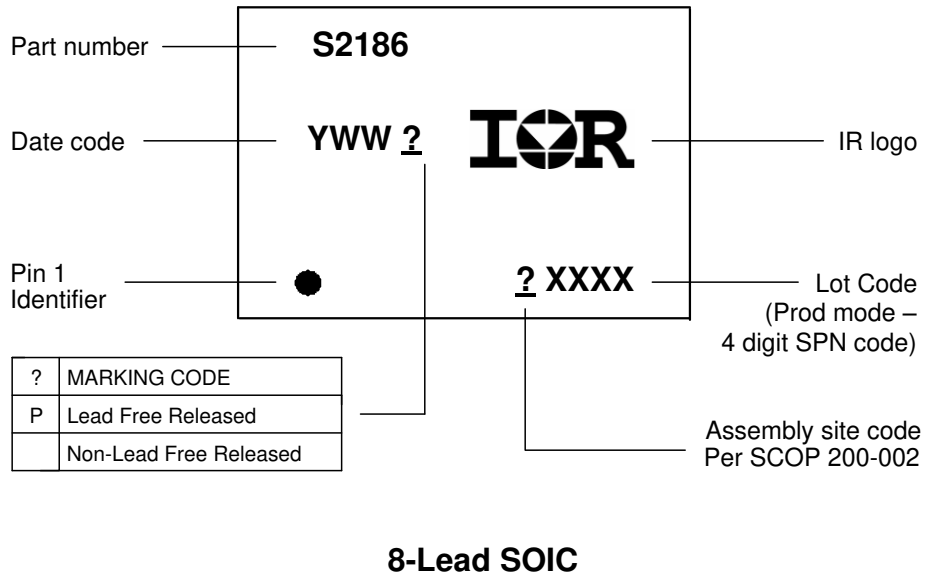 Part number
S2186
Date code
YWW ?
IOR
IR logo
Pin 1
Identifier
? XXXX
Lot Code
(Prod mode –
4 digit SPN code)
? MARKING CODE
P Lead Free Released
Non-Lead Free Released
Assembly site code
Per SCOP 200-002
8-Lead SOIC